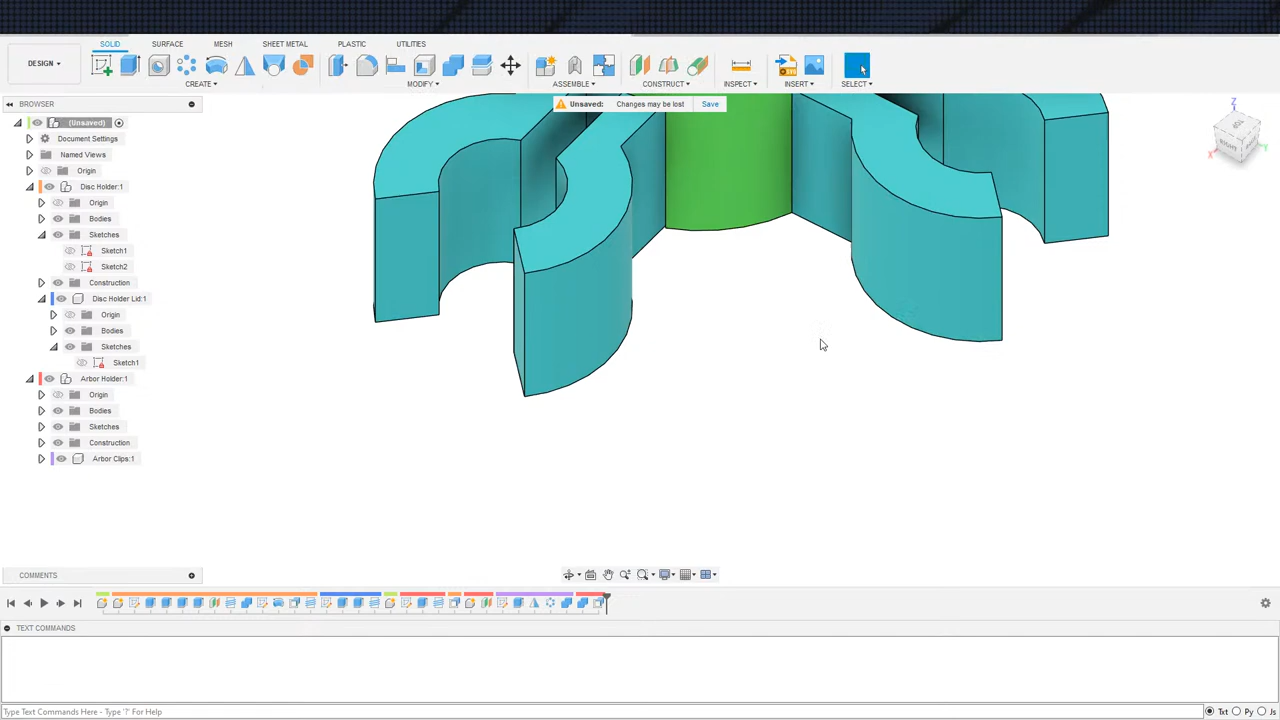 SOLID SURFACE MESH SHEET METAL PLASTIC UTILITIES
DESIGN
CREATE MODIFY ASSEMBLE CONSTRUCT INSPECT INSERT SELECT
BROWSER
Unsaved: Changes may be lost Save
(Unsaved)
Document Settings
Named Views
Origin
Disc Holder:1
Origin
Bodies
Sketches
Sketch1
Sketch2
Construction
Disc Holder Lid:1
Origin
Bodies
Sketches
Sketch1
Arbor Holder:1
Origin
Bodies
Sketches
Construction
Arbor Clips:1
Z
X
Y
RIGHT
COMMENTS
TEXT COMMANDS
Type Text Commands Here - Type '?' For Help
Txt Py Js